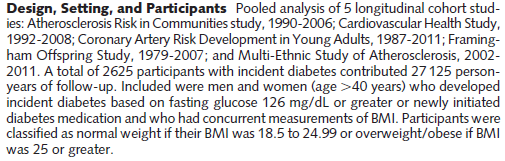 Design, Setting, and Participants Pooled analysis of 5 longitudinal cohort stud-
ies: Atherosclerosis Risk in Communities study, 1990-2006; Cardiovascular Health Study,
1992-2008; Coronary Artery Risk Development in Young Adults, 1987-2011; Framing-
ham Offspring Study, 1979-2007; and Multi-Ethnic Study of Atherosclerosis, 2002-
2011. A total of 2625 participants with incident diabetes contributed 27 125 person-
years of follow-up. Included were men and women (age >40 years) who developed
incident diabetes based on fasting glucose 126 mg/dL or greater or newly initiated
diabetes medication and who had concurrent measurements of BMI. Participants were
classified as normal weight if their BMI was 18.5 to 24.99 or overweight/obese if BMI
was 25 or greater.